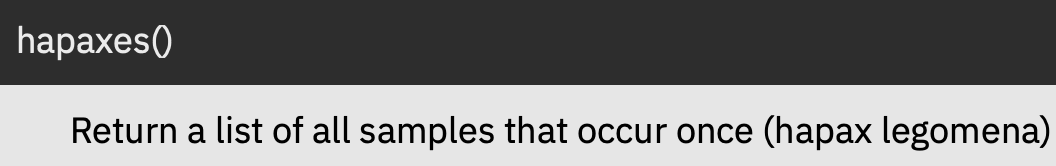 hapaxes()
Return a list of all samples that occur once (hapax legomena)